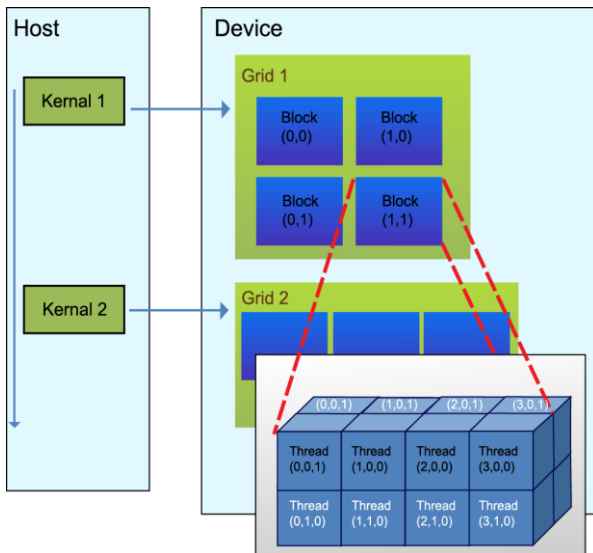 Host
Device
Kernal 1
Grid 1
Block
(0,0)
Block
(1,0)
Block
(0,1)
Block
(1,1)
Kernal 2
Grid 2
(0,0,1)
(1,0,1)
(2,0,1)
(3,0,1)
Thread
(0,0,1)
Thread
(1,0,0)
Thread
(2,0,0)
Thread
(3,0,0)
Thread
(0,1,0)
Thread
(1,1,0)
Thread
(2,1,0)
Thread
(3,1,0)